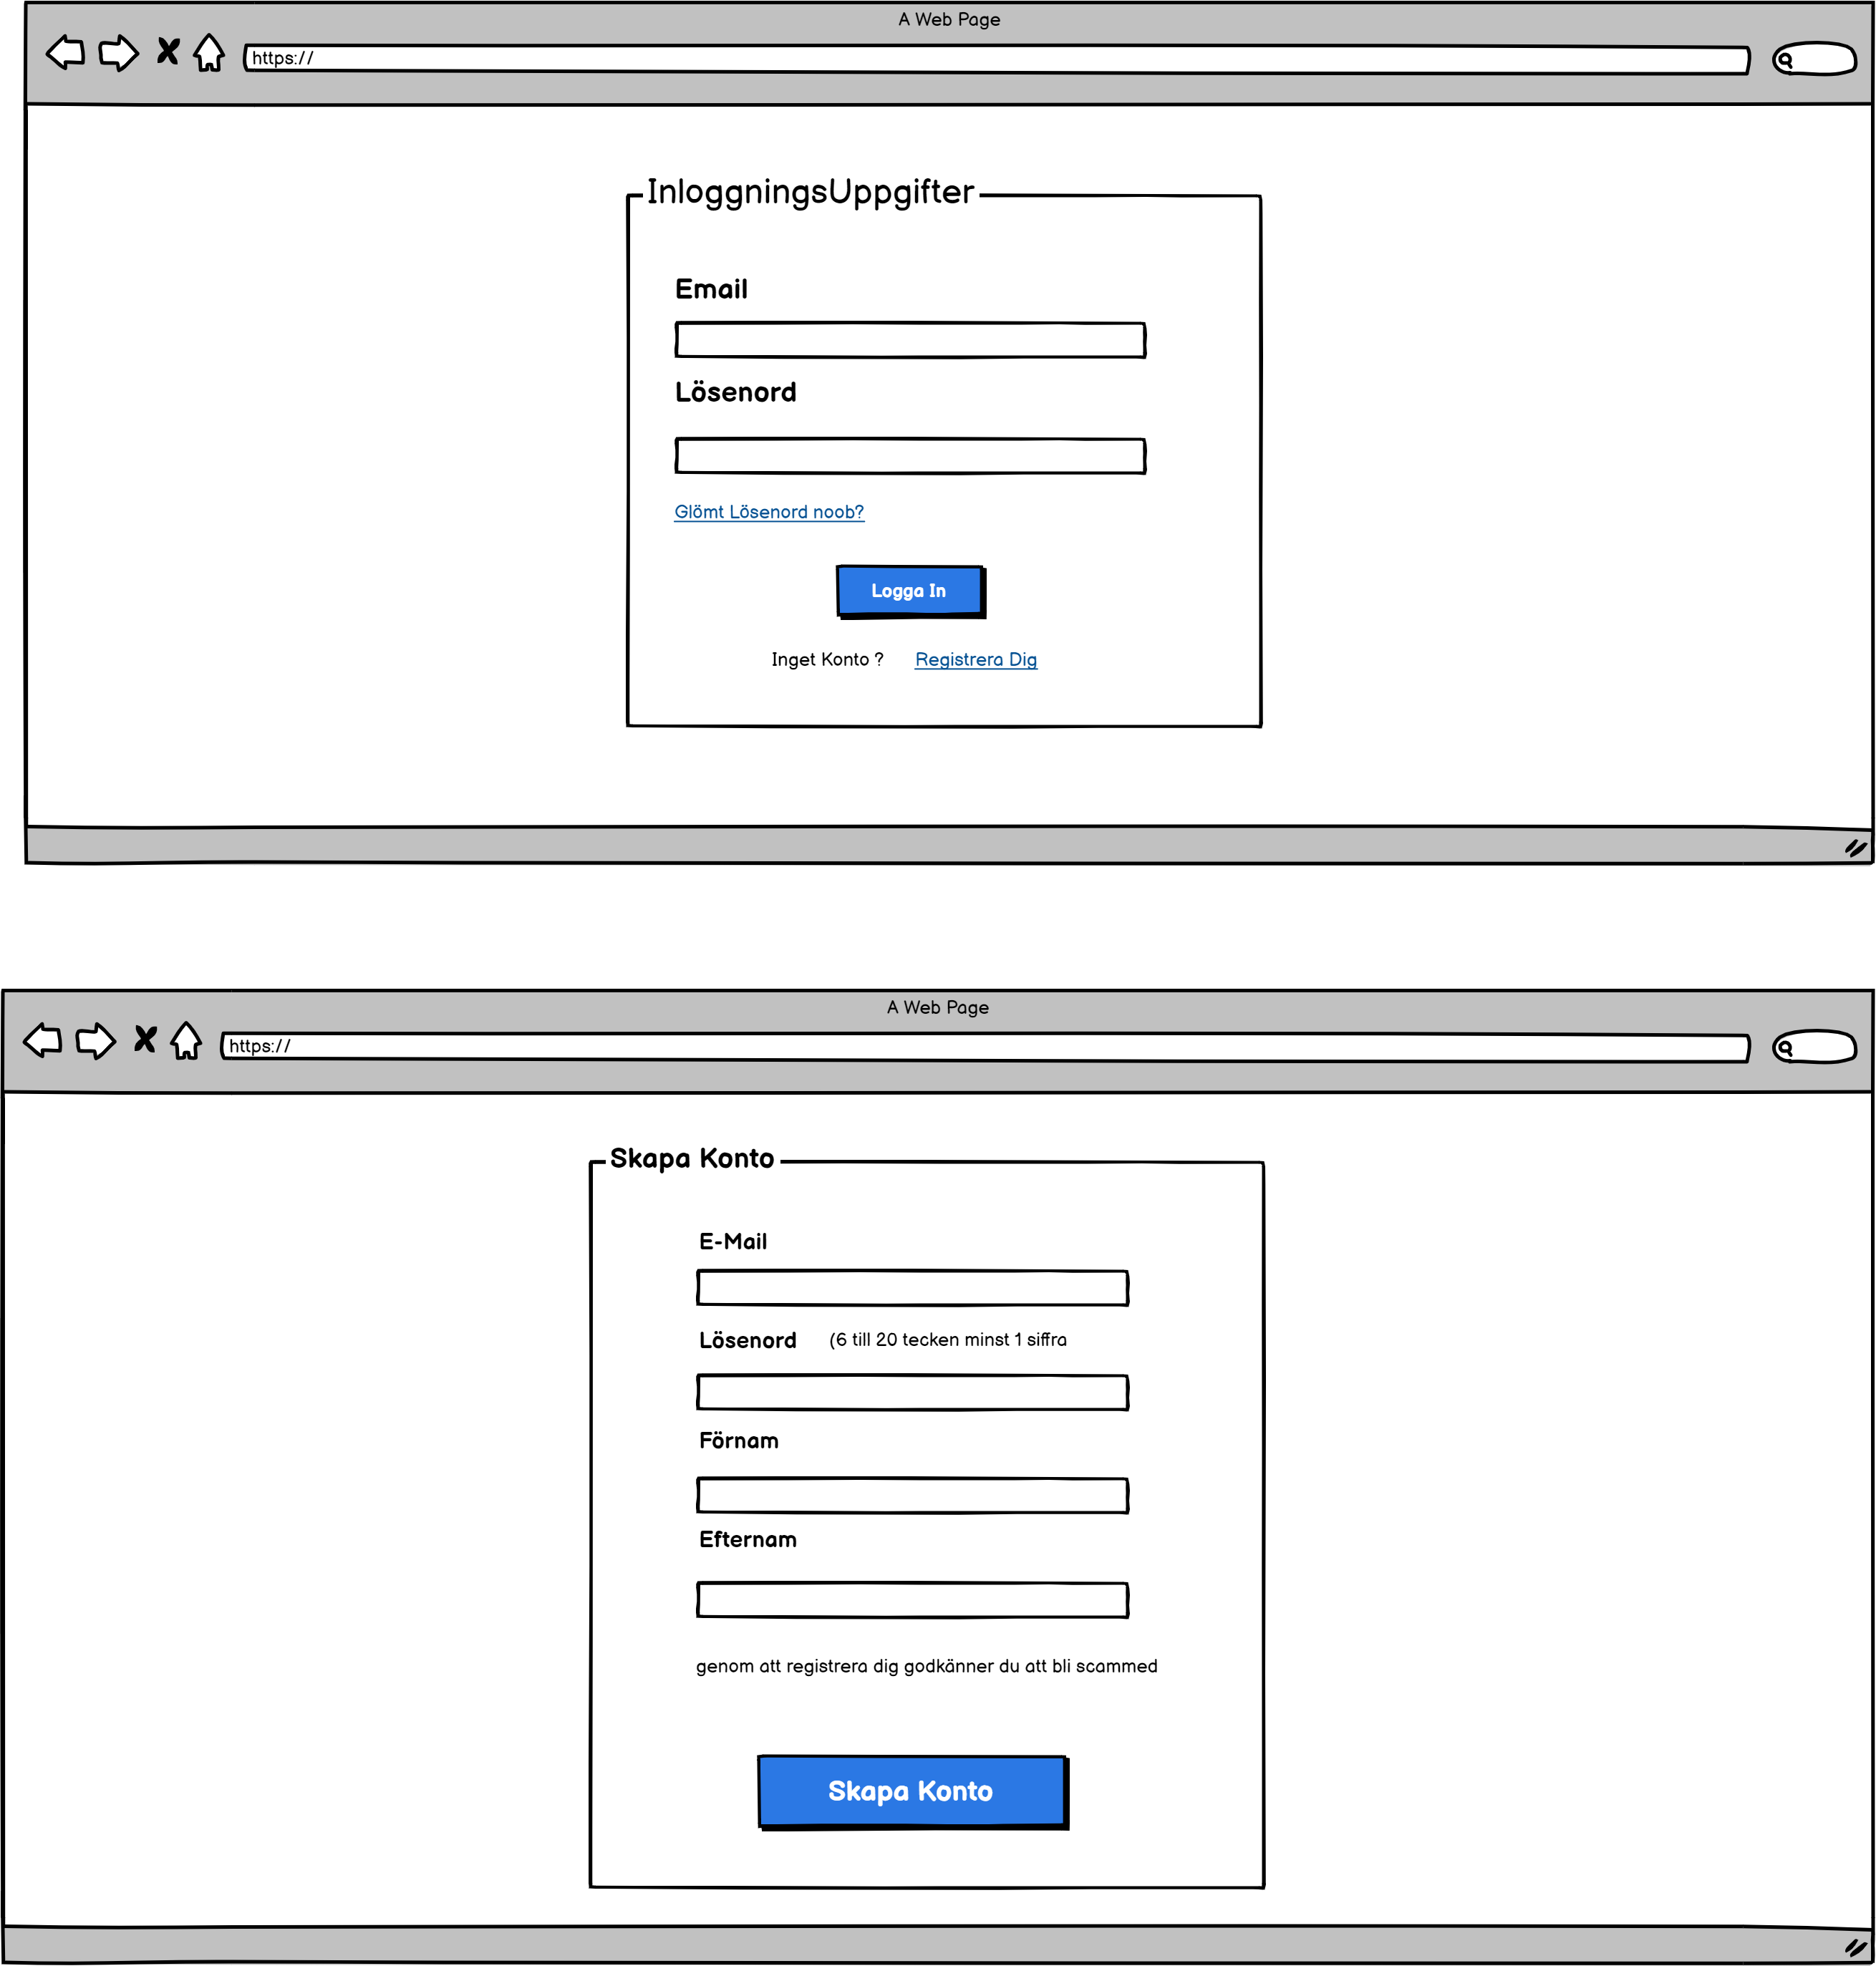 A Web Page
https://
InloggningsUppgifter
Email
Lösenord
Glömt Lösenord noob?
Logga In
Inget Konto ? Registrera Dig
A Web Page
https://
Skapa Konto
E-Mail
Lösenord (6 till 20 tecken minst 1 siffra
Förnam
Efternam
genom att registrera dig godkänner du att bli scammed
Skapa Konto